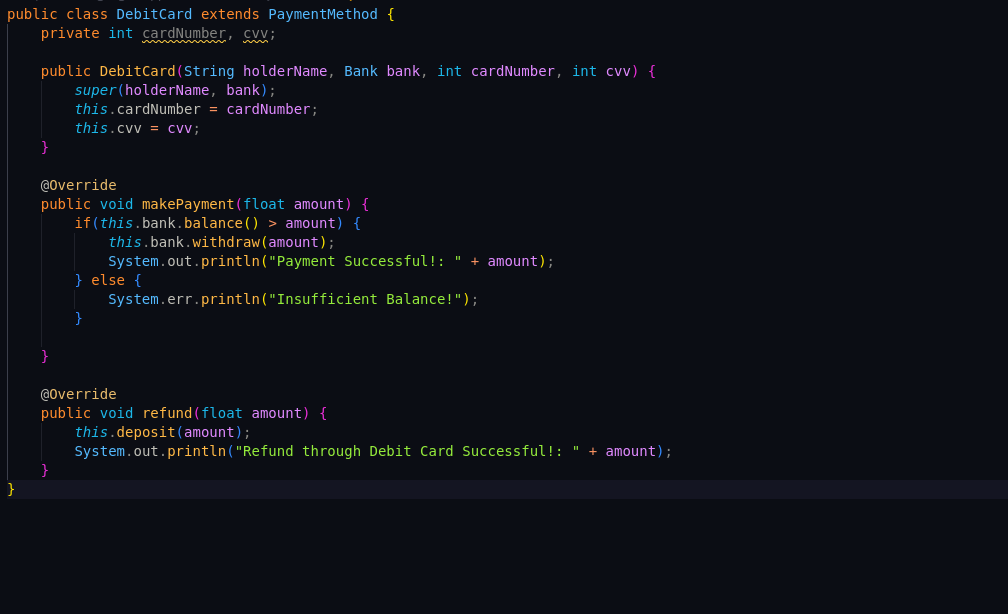 public class DebitCard extends PaymentMethod {
    private int cardNumber, cvv;
    public DebitCard(String holderName, Bank bank, int cardNumber, int cvv) {
        super(holderName, bank);
        this.cardNumber = cardNumber;
        this.cvv = cvv;
    }
    @Override
    public void makePayment(float amount) {
        if(this.bank.balance() > amount) {
            this.bank.withdraw(amount);
            System.out.println("Payment Successful!: " + amount);
        } else {
            System.err.println("Insufficient Balance!");
        }
    }
    @Override
    public void refund(float amount) {
        this.deposit(amount);
        System.out.println("Refund through Debit Card Successful!: " + amount);
    }
}